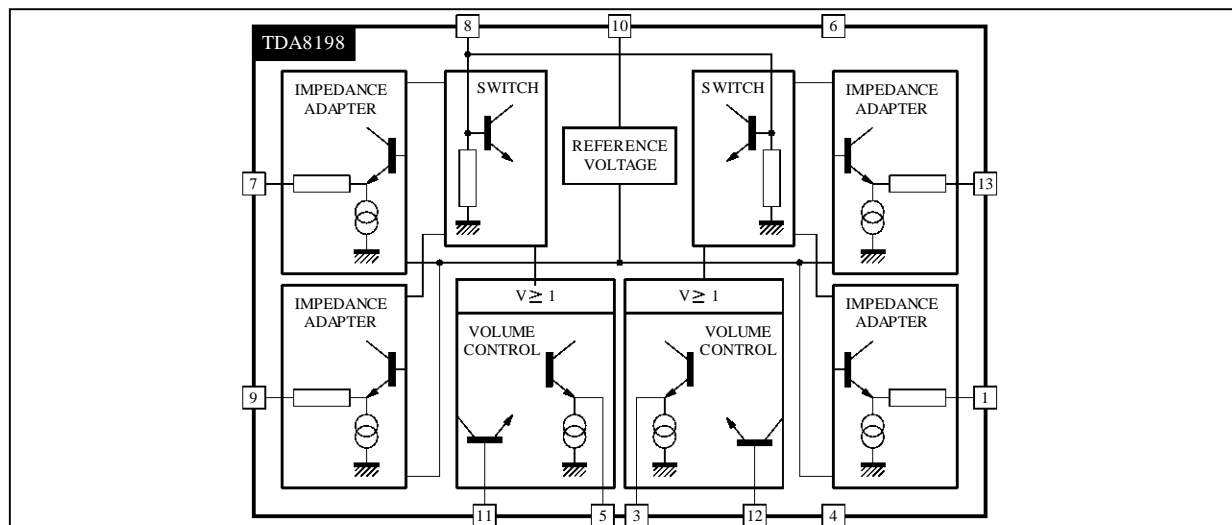 8 10 6
TDA8198
IMPEDANCE
ADAPTER
SWITCH
SWITCH
IMPEDANCE
ADAPTER
REFERENCE
VOLTAGE
7
13
IMPEDANCE
ADAPTER
V≥ 1
V≥ 1
IMPEDANCE
ADAPTER
VOLUME
CONTROL
VOLUME
CONTROL
9
1
11 5 3 12 4